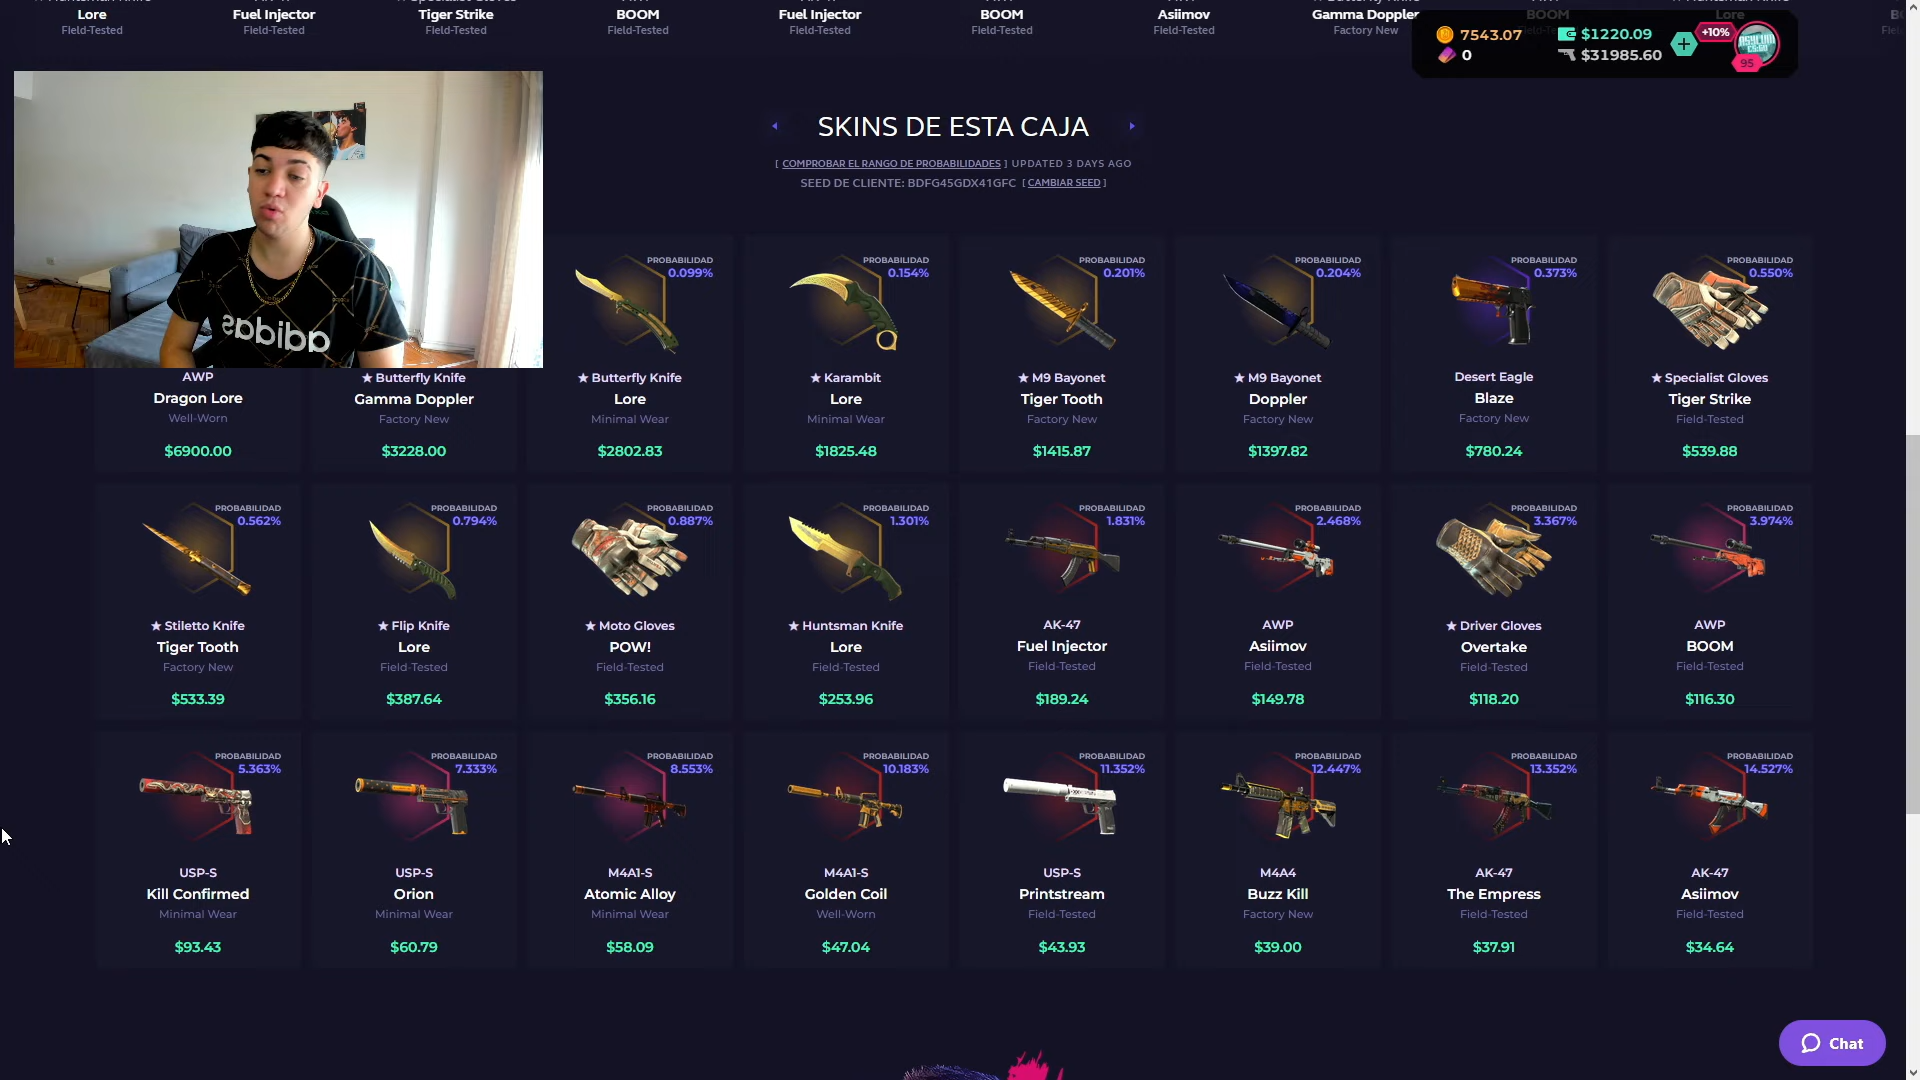 Lore
Field-Tested
Fuel Injector
Field-Tested
Tiger Strike
Field-Tested
BOOM
Field-Tested
Fuel Injector
Field-Tested
BOOM
Field-Tested
Asiimov
Field-Tested
Gamma Doppler
Factory New
BOOM
Lore
7543.07
0
$1220.09
$31985.60
+10%
95
SKINS DE ESTA CAJA
[ COMPROBAR EL RANGO DE PROBABILIDADES ] UPDATED 3 DAYS AGO
SEED DE CLIENTE: BDFG45GDX41GFC [ CAMBIAR SEED ]
adidas
AWP
Dragon Lore
Well-Worn
$6900.00
★ Butterfly Knife
Gamma Doppler
Factory New
$3228.00
PROBABILIDAD
0.099%
★ Butterfly Knife
Lore
Minimal Wear
$2802.83
PROBABILIDAD
0.154%
★ Karambit
Lore
Minimal Wear
$1825.48
PROBABILIDAD
0.201%
★ M9 Bayonet
Tiger Tooth
Factory New
$1415.87
PROBABILIDAD
0.204%
★ M9 Bayonet
Doppler
Factory New
$1397.82
PROBABILIDAD
0.373%
Desert Eagle
Blaze
Factory New
$780.24
PROBABILIDAD
0.550%
★ Specialist Gloves
Tiger Strike
Field-Tested
$539.88
PROBABILIDAD
0.562%
★ Stiletto Knife
Tiger Tooth
Factory New
$533.39
PROBABILIDAD
0.794%
★ Flip Knife
Lore
Field-Tested
$387.64
PROBABILIDAD
0.887%
★ Moto Gloves
POW!
Field-Tested
$356.16
PROBABILIDAD
1.301%
★ Huntsman Knife
Lore
Field-Tested
$253.96
PROBABILIDAD
1.831%
AK-47
Fuel Injector
Field-Tested
$189.24
PROBABILIDAD
2.468%
AWP
Asiimov
Field-Tested
$149.78
PROBABILIDAD
3.367%
★ Driver Gloves
Overtake
Field-Tested
$118.20
PROBABILIDAD
3.974%
AWP
BOOM
Field-Tested
$116.30
PROBABILIDAD
5.363%
USP-S
Kill Confirmed
Minimal Wear
$93.43
PROBABILIDAD
7.333%
USP-S
Orion
Minimal Wear
$60.79
PROBABILIDAD
8.553%
M4A1-S
Atomic Alloy
Minimal Wear
$58.09
PROBABILIDAD
10.183%
M4A1-S
Golden Coil
Well-Worn
$47.04
PROBABILIDAD
11.352%
USP-S
Printstream
Field-Tested
$43.93
PROBABILIDAD
12.447%
M4A4
Buzz Kill
Factory New
$39.00
PROBABILIDAD
13.352%
AK-47
The Empress
Field-Tested
$37.91
PROBABILIDAD
14.527%
AK-47
Asiimov
Field-Tested
$34.64
Chat